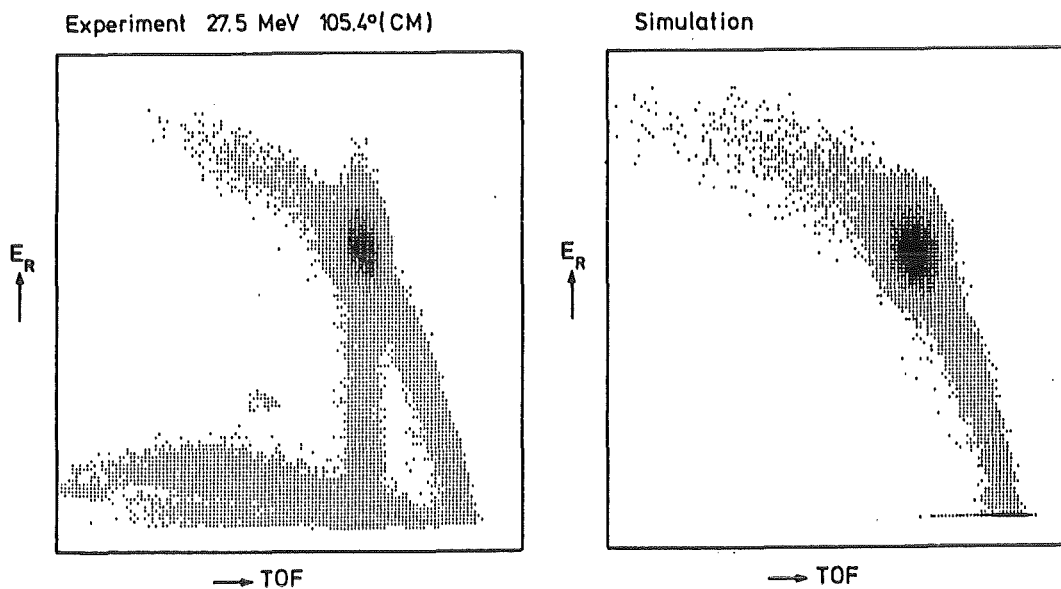 Experiment 27.5 MeV 105.4°(CM)
Simulation
E_R
→ TOF
E_R
→ TOF